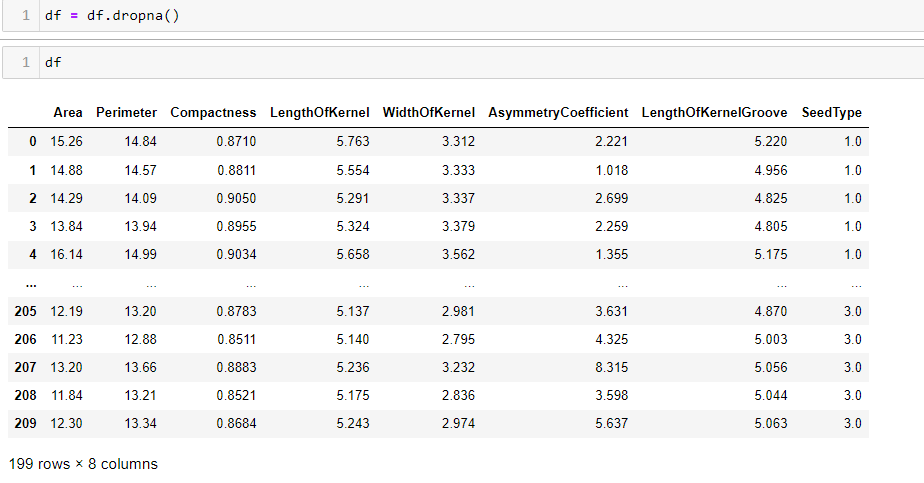 1 df = df.dropna()
1 df
Area Perimeter Compactness LengthOfKernel WidthOfKernel AsymmetryCoefficient LengthOfKernelGroove SeedType
0 15.26 14.84 0.8710 5.763 3.312 2.221 5.220 1.0
1 14.88 14.57 0.8811 5.554 3.333 1.018 4.956 1.0
2 14.29 14.09 0.9050 5.291 3.337 2.699 4.825 1.0
3 13.84 13.94 0.8955 5.324 3.379 2.259 4.805 1.0
4 16.14 14.99 0.9034 5.658 3.562 1.355 5.175 1.0
... ... ... ... ... ... ... ... ...
205 12.19 13.20 0.8783 5.137 2.981 3.631 4.870 3.0
206 11.23 12.88 0.8511 5.140 2.795 4.325 5.003 3.0
207 13.20 13.66 0.8883 5.236 3.232 8.315 5.056 3.0
208 11.84 13.21 0.8521 5.175 2.836 3.598 5.044 3.0
209 12.30 13.34 0.8684 5.243 2.974 5.637 5.063 3.0
199 rows × 8 columns